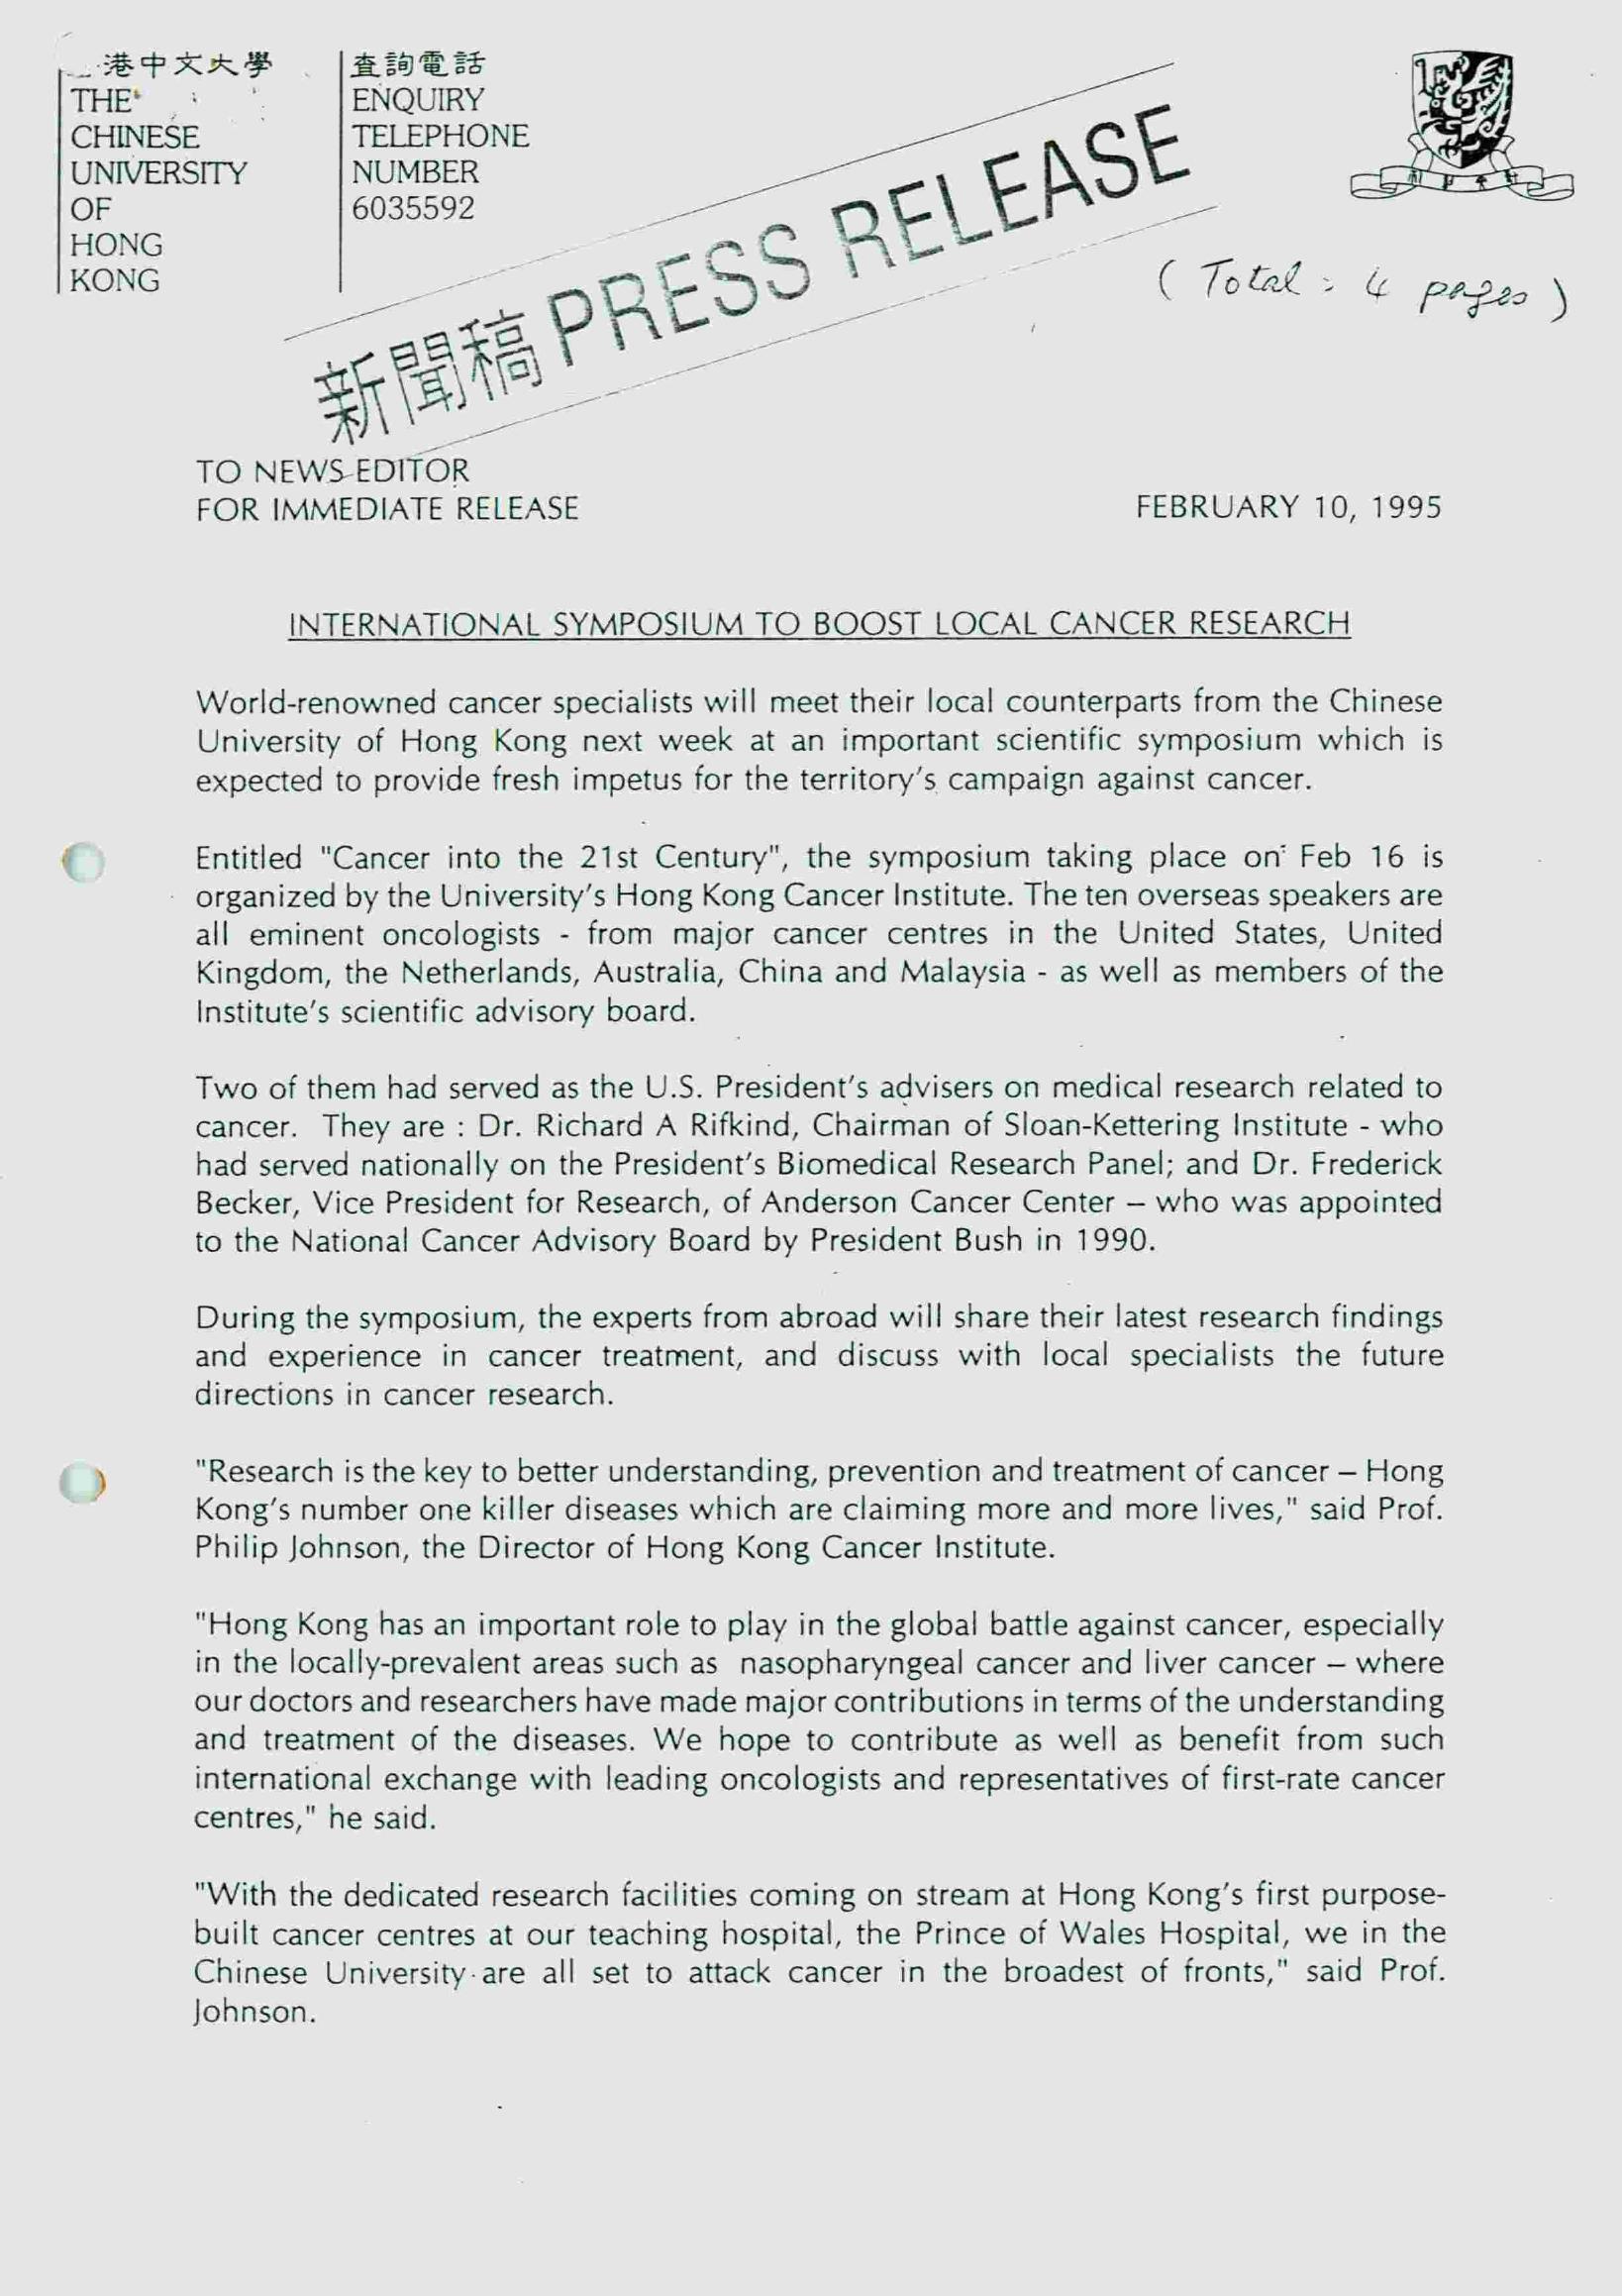 港中文大學
THE
CHINESE
UNIVERSITY
OF
HONG
KONG
查詢電話
ENQUIRY
TELEPHONE
NUMBER
6035592
新聞稿 PRESS RELEASE
( Total : 4 pages )
TO NEWS EDITOR
FOR IMMEDIATE RELEASE FEBRUARY 10, 1995
INTERNATIONAL SYMPOSIUM TO BOOST LOCAL CANCER RESEARCH
World-renowned cancer specialists will meet their local counterparts from the Chinese
University of Hong Kong next week at an important scientific symposium which is
expected to provide fresh impetus for the territory's campaign against cancer.
Entitled "Cancer into the 21st Century", the symposium taking place on Feb 16 is
organized by the University's Hong Kong Cancer Institute. The ten overseas speakers are
all eminent oncologists - from major cancer centres in the United States, United
Kingdom, the Netherlands, Australia, China and Malaysia - as well as members of the
Institute's scientific advisory board.
Two of them had served as the U.S. President's advisers on medical research related to
cancer. They are : Dr. Richard A Rifkind, Chairman of Sloan-Kettering Institute - who
had served nationally on the President's Biomedical Research Panel; and Dr. Frederick
Becker, Vice President for Research, of Anderson Cancer Center – who was appointed
to the National Cancer Advisory Board by President Bush in 1990.
During the symposium, the experts from abroad will share their latest research findings
and experience in cancer treatment, and discuss with local specialists the future
directions in cancer research.
"Research is the key to better understanding, prevention and treatment of cancer – Hong
Kong's number one killer diseases which are claiming more and more lives," said Prof.
Philip Johnson, the Director of Hong Kong Cancer Institute.
"Hong Kong has an important role to play in the global battle against cancer, especially
in the locally-prevalent areas such as nasopharyngeal cancer and liver cancer – where
our doctors and researchers have made major contributions in terms of the understanding
and treatment of the diseases. We hope to contribute as well as benefit from such
international exchange with leading oncologists and representatives of first-rate cancer
centres," he said.
"With the dedicated research facilities coming on stream at Hong Kong's first purpose-
built cancer centres at our teaching hospital, the Prince of Wales Hospital, we in the
Chinese University are all set to attack cancer in the broadest of fronts," said Prof.
Johnson.